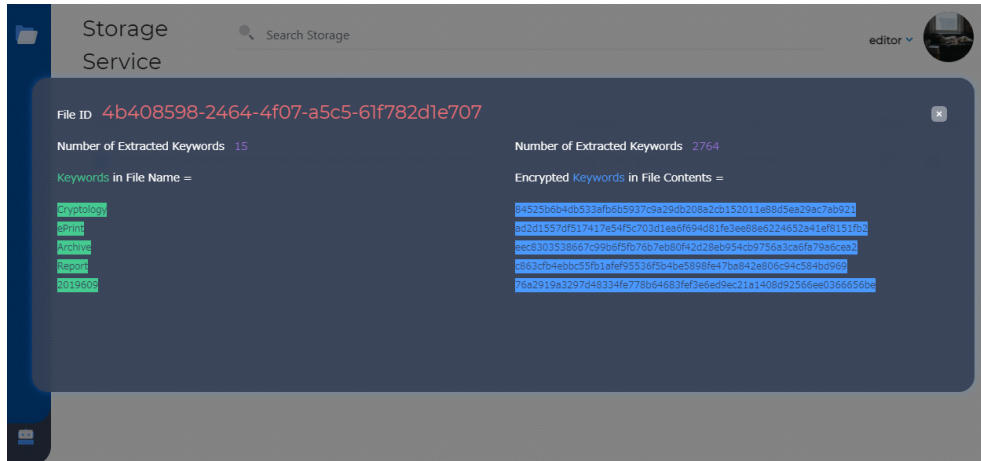 Storage
Service
Search Storage
editor
File ID 4b408598-2464-4f07-a5c5-61f782d1e707
x
Number of Extracted Keywords 15
Keywords in File Name =
Cryptology
ePrint
Archive
Report
2019609
Number of Extracted Keywords 2764
Encrypted Keywords in File Contents =
84525b6b4db533afb6b5937c9a29db208a2cb152011e88d5ea29ac7ab921
ad2d1557df517417e54f5c703d1ea6f694d81fe3ee88e6224652a41ef8151fb2
eec8303538667c99b6f5fb76b7eb80f42d28eb954cb9756a3ca6fa79a6cea2
c863cfb4ebbc55fb1afef95536f5b4be5898fe47ba842e806c94c584bd969
76a2919a3297d48334fe778b64683fef3e6ed9ec21a1408d92566ee0366656be